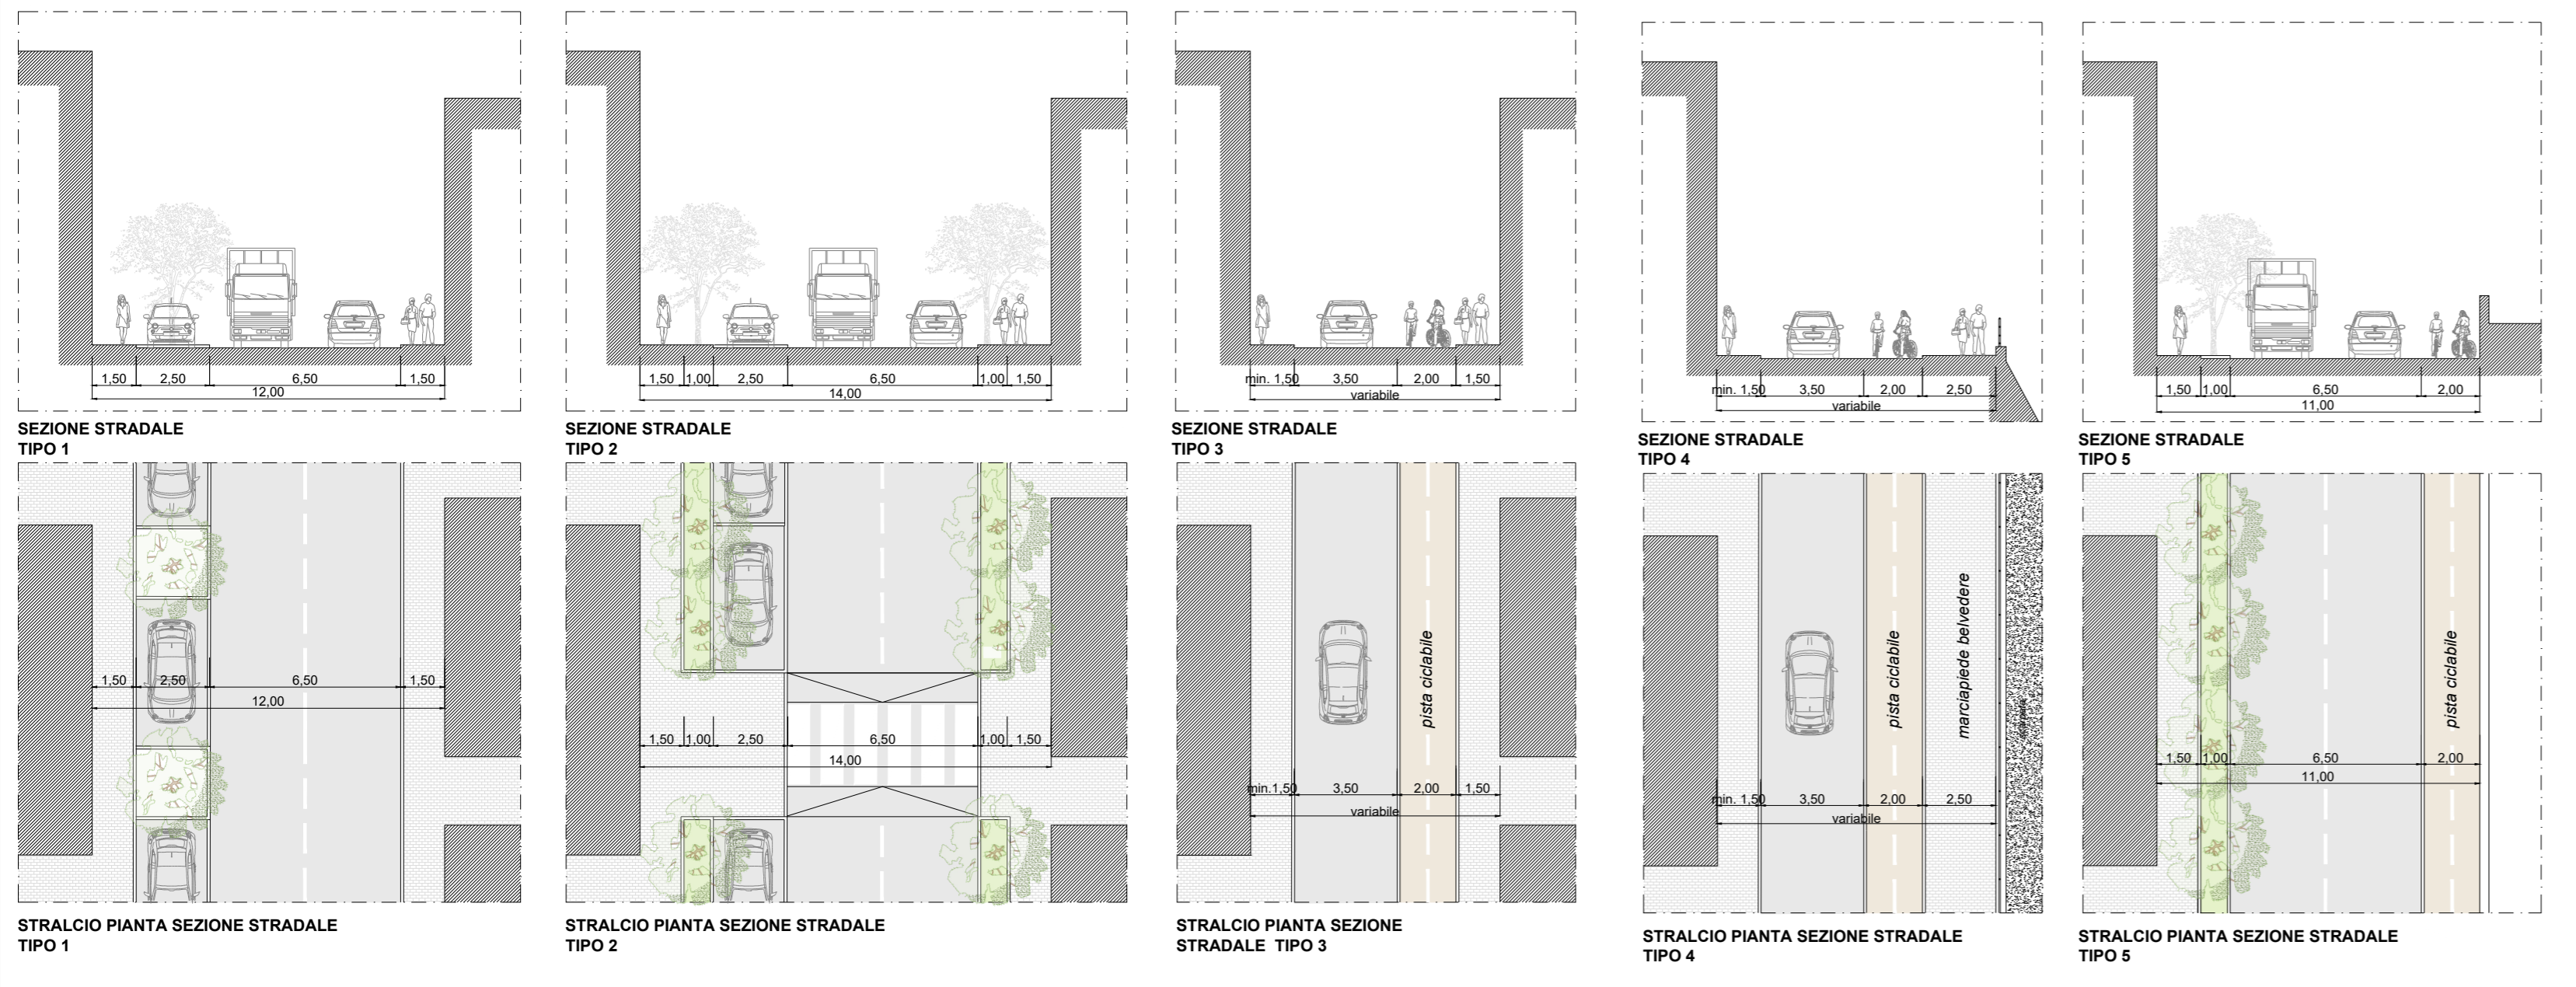 1,50 2,50 6,50 1,50
12,00
SEZIONE STRADALE
TIPO 1
1,50 1,00 2,50 6,50 1,00 1,50
14,00
SEZIONE STRADALE
TIPO 2
min. 1,50 3,50 2,00 1,50
variabile
SEZIONE STRADALE
TIPO 3
min. 1,50 3,50 2,00 2,50
variabile
SEZIONE STRADALE
TIPO 4
1,50 1,00 6,50 2,00
11,00
SEZIONE STRADALE
TIPO 5
1,50 2,50 6,50 1,50
12,00
STRALCIO PIANTA SEZIONE STRADALE
TIPO 1
1,50 1,00 2,50 6,50 1,00 1,50
14,00
STRALCIO PIANTA SEZIONE STRADALE
TIPO 2
pista ciclabile
min.1,50 3,50 2,00 1,50
variabile
STRALCIO PIANTA SEZIONE
STRADALE TIPO 3
pista ciclabile
marciapiede belvedere
min. 1,50 3,50 2,00 2,50
variabile
STRALCIO PIANTA SEZIONE STRADALE
TIPO 4
pista ciclabile
1,50 1,00 6,50 2,00
11,00
STRALCIO PIANTA SEZIONE STRADALE
TIPO 5